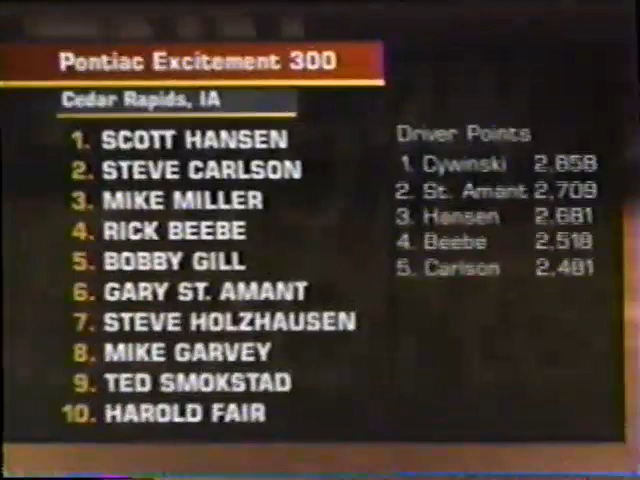 Pontiac Excitement 300
Cedar Rapids, IA
1. SCOTT HANSEN
2. STEVE CARLSON
3. MIKE MILLER
4. RICK BEEBE
5. BOBBY GILL
6. GARY ST. AMANT
7. STEVE HOLZHAUSEN
8. MIKE GARVEY
9. TED SMOKSTAD
10. HAROLD FAIR
Driver Points
1. Cywinski 2,858
2. St. Amant 2,709
3. Hansen 2,681
4. Beebe 2,518
5. Carlson 2,481